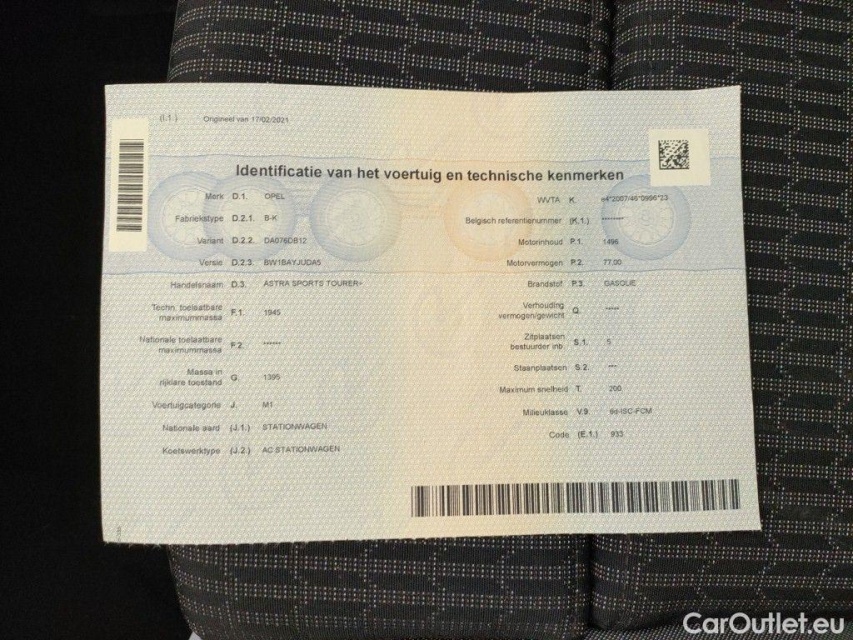 (I.1.) Origineel van 17/02/2021
Identificatie van het voertuig en technische kenmerken
Merk D.1. OPEL
Fabriekstype D.2.1. B-K
Variant D.2.2. DA076DB12
Versie D.2.3. BW1BAYJUDA5
Handelsnaam D.3. ASTRA SPORTS TOURER+
Techn. toelaatbare
maximummassa F.1. 1945
Nationale toelaatbare
maximummassa F.2. ******
Massa in
rijklare toestand G. 1395
Voertuigcategorie J. M1
Nationale aard (J.1.) STATIONWAGEN
Koetswerktype (J.2.) AC STATIONWAGEN
WVTA K. e4*2007/46*0996*23
Belgisch referentienummer (K.1.) *******
Motorinhoud P.1. 1496
Motorvermogen P.2. 77.00
Brandstof P.3. GASOLIE
Verhouding
vermogen/gewicht Q. *****
Zitplaatsen
bestuurder inb. S.1. 5
Staanplaatsen S.2. ***
Maximum snelheid T. 200
Milieuklasse V.9. 6d-ISC-FCM
Code (E.1.) 933
CarOutlet.eu